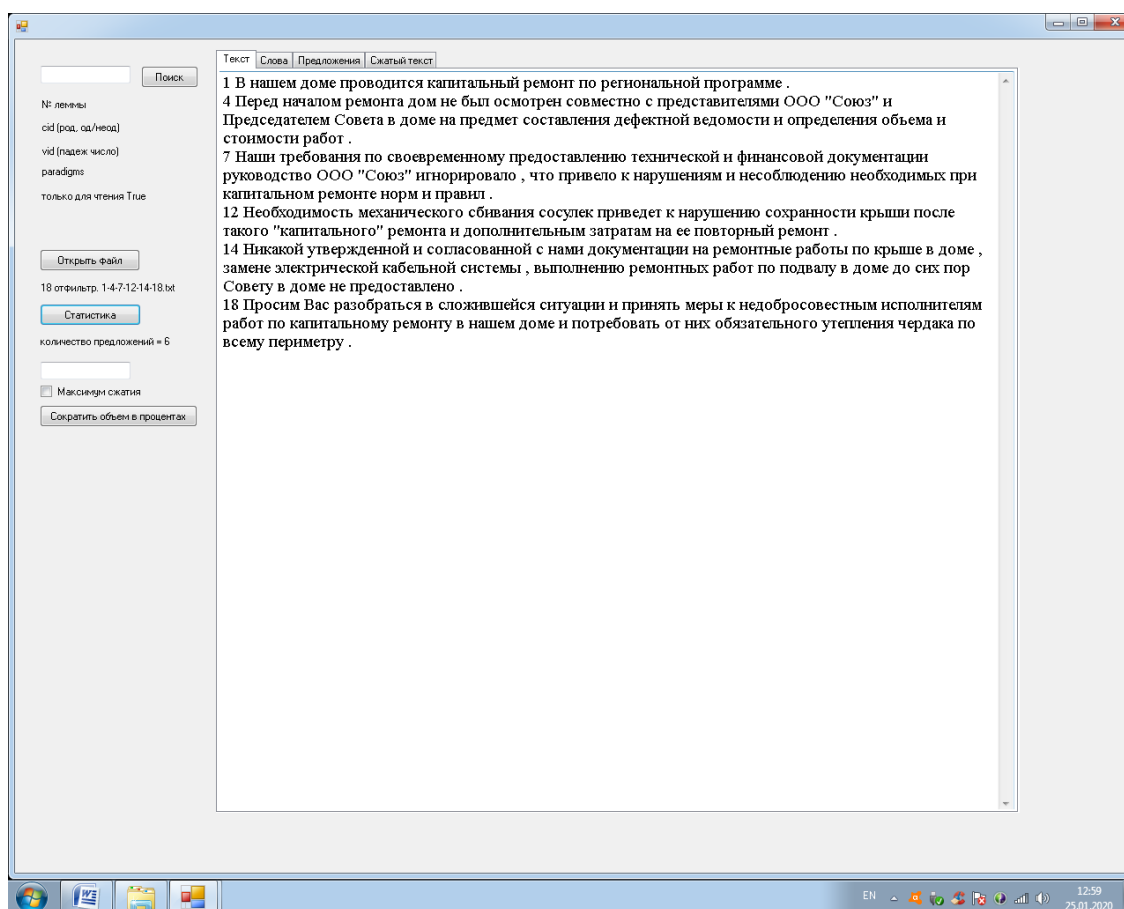 Поиск
№ леммы
cid (род, од/неод)
vid (падеж число)
paradigms
только для чтения True
Открыть файл
18 отфильтр. 1-4-7-12-14-18.txt
Статистика
количество предложений = 6
Максимум сжатия
Сократить объем в процентах
Текст Слова Предложения Сжатый текст
1 В нашем доме проводится капитальный ремонт по региональной программе .
4 Перед началом ремонта дом не был осмотрен совместно с представителями ООО "Союз" и
Председателем Совета в доме на предмет составления дефектной ведомости и определения объема и
стоимости работ .
7 Наши требования по своевременному предоставлению технической и финансовой документации
руководство ООО "Союз" игнорировало , что привело к нарушениям и несоблюдению необходимых при
капитальном ремонте норм и правил .
12 Необходимость механического сбивания сосулек приведет к нарушению сохранности крыши после
такого "капитального" ремонта и дополнительным затратам на ее повторный ремонт .
14 Никакой утвержденной и согласованной с нами документации на ремонтные работы по крыше в доме ,
замене электрической кабельной системы , выполнению ремонтных работ по подвалу в доме до сих пор
Совету в доме не предоставлено .
18 Просим Вас разобраться в сложившейся ситуации и принять меры к недобросовестным исполнителям
работ по капитальному ремонту в нашем доме и потребовать от них обязательного утепления чердака по
всему периметру .
EN
12:59
25.01.2020